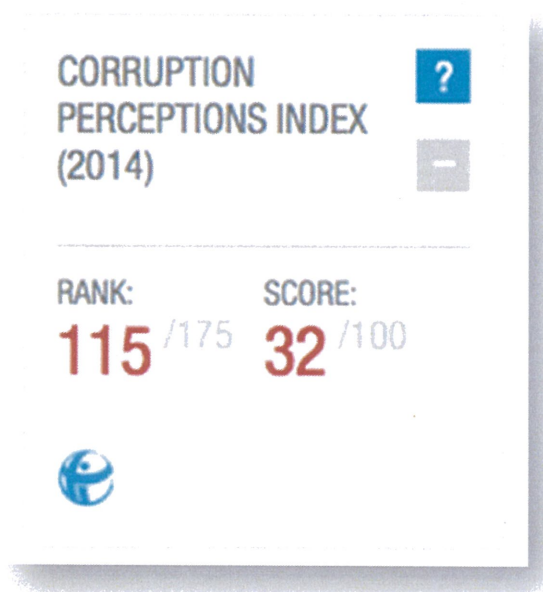 CORRUPTION
PERCEPTIONS INDEX
(2014)
?
RANK: SCORE:
115 /175 32 /100